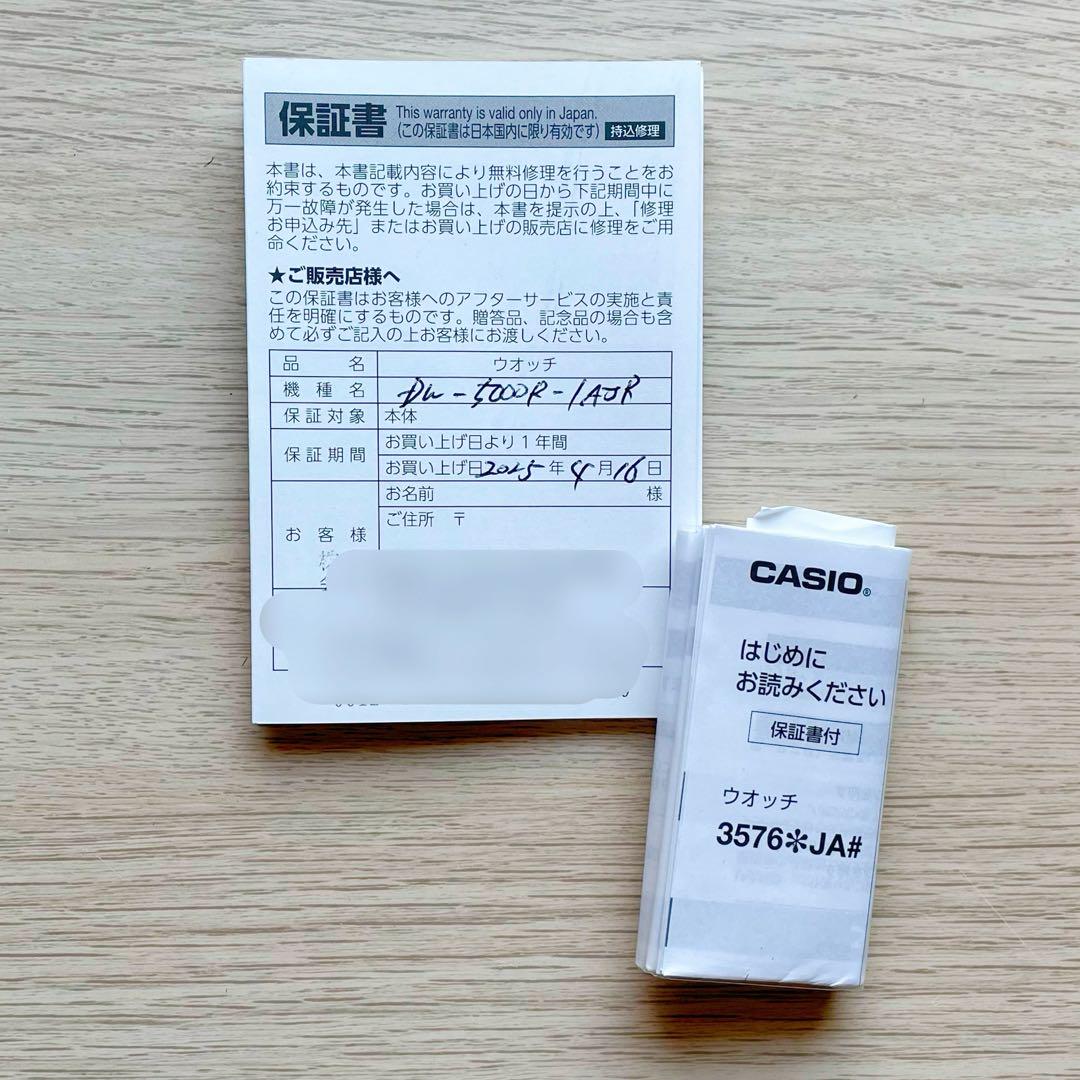 保証書
This warranty is valid only in Japan.
(この保証書は日本国内に限り有効です)
持込修理
本書は、本書記載内容により無料修理を行うことをお
約束するものです。お買い上げの日から下記期間中に
万一故障が発生した場合は、本書を提示の上、「修理
お申込み先」またはお買い上げの販売店に修理をご用
命ください。
★ご販売店様へ
この保証書はお客様へのアフターサービスの実施と責
任を明確にするものです。贈答品、記念品の場合も含
めて必ずご記入の上お客様にお渡しください。
品名 ウオッチ
機種名 DW-5000R-1AJR
保証対象 本体
保証期間 お買い上げ日より1年間
お買い上げ日2025年4月16日
お客様 お名前 様
ご住所 〒
CASIO®
はじめに
お読みください
保証書付
ウオッチ
3576✽JA#